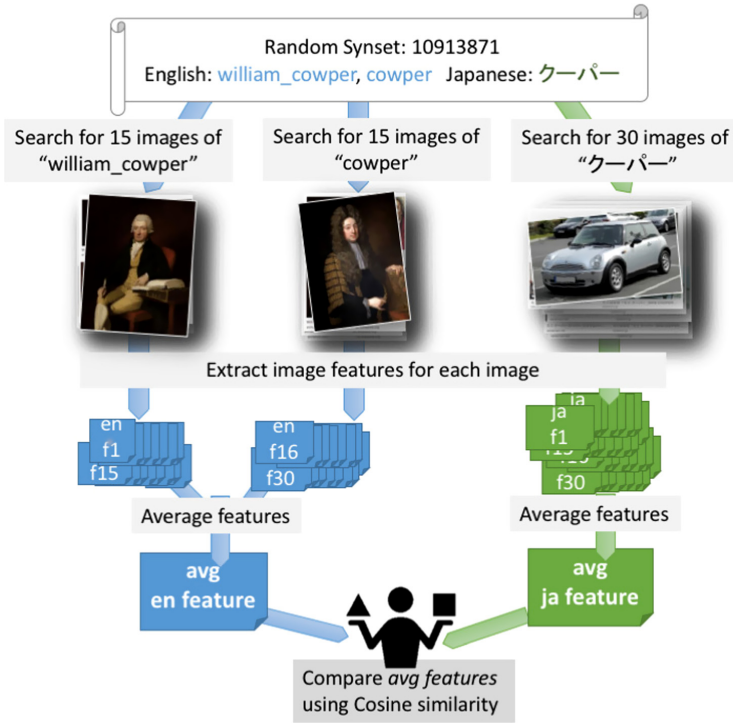 Random Synset: 10913871
English: william_cowper, cowper Japanese: クーパー
Search for 15 images of
“william_cowper”
Search for 15 images of
“cowper”
Search for 30 images of
“クーパー”
Extract image features for each image
en
f1
f15
en
f16
f30
ja
ja
f1
f15
f16
f30
Average features
Average features
avg
en feature
avg
ja feature
Compare avg features
using Cosine similarity